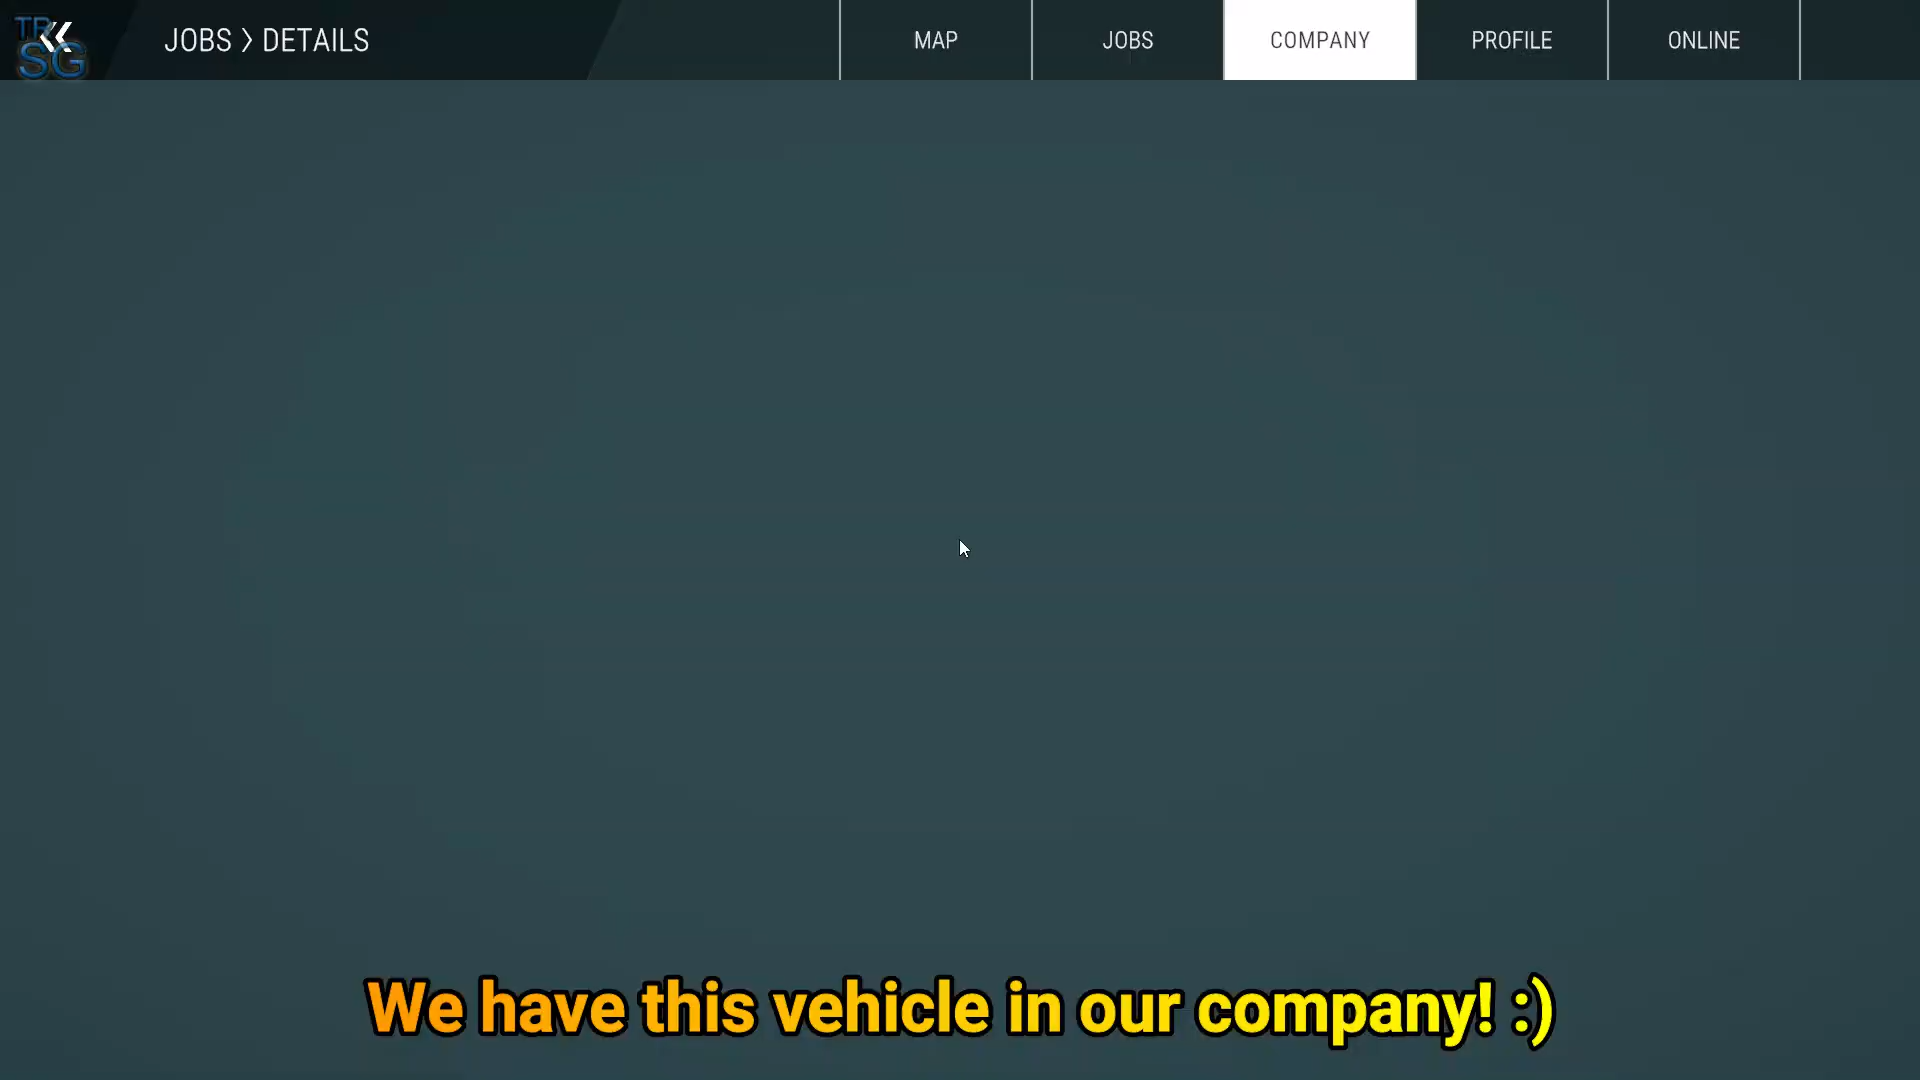 TR
SG
JOBS > DETAILS
MAP
JOBS
COMPANY
PROFILE
ONLINE
We have this vehicle in our company! :)